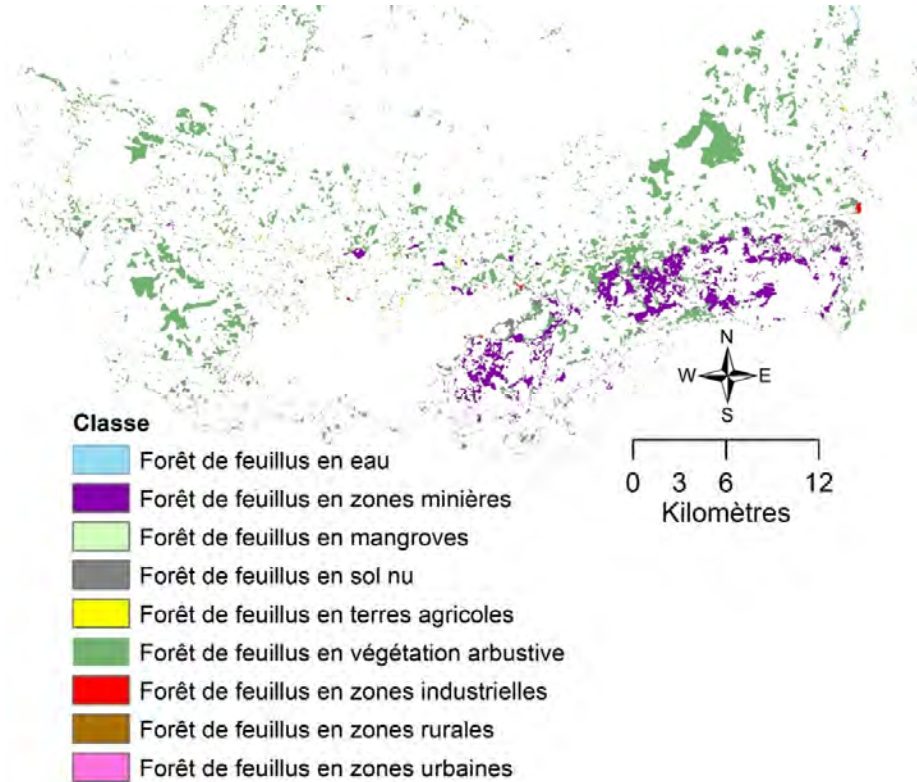 N
W
E
S
Classe
Forêt de feuillus en eau
Forêt de feuillus en zones minières
Forêt de feuillus en mangroves
Forêt de feuillus en sol nu
Forêt de feuillus en terres agricoles
Forêt de feuillus en végétation arbustive
Forêt de feuillus en zones industrielles
Forêt de feuillus en zones rurales
Forêt de feuillus en zones urbaines
0 3 6 12
Kilomètres